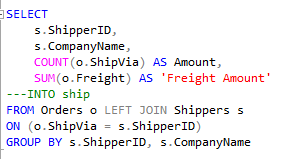 SELECT
s.ShipperID,
s.CompanyName,
COUNT(o.ShipVia) AS Amount,
SUM(o.Freight) AS 'Freight Amount'
---INTO ship
FROM Orders o LEFT JOIN Shippers s
ON (o.ShipVia = s.ShipperID)
GROUP BY s.ShipperID, s.CompanyName